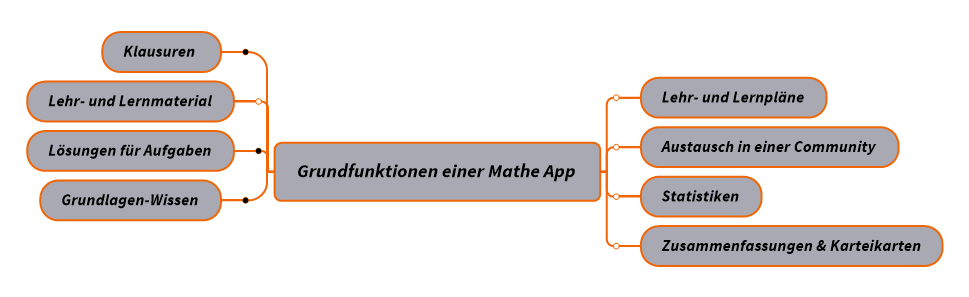 Klausuren
Lehr- und Lernmaterial
Lösungen für Aufgaben
Grundlagen-Wissen
Grundfunktionen einer Mathe App
Lehr- und Lernpläne
Austausch in einer Community
Statistiken
Zusammenfassungen & Karteikarten